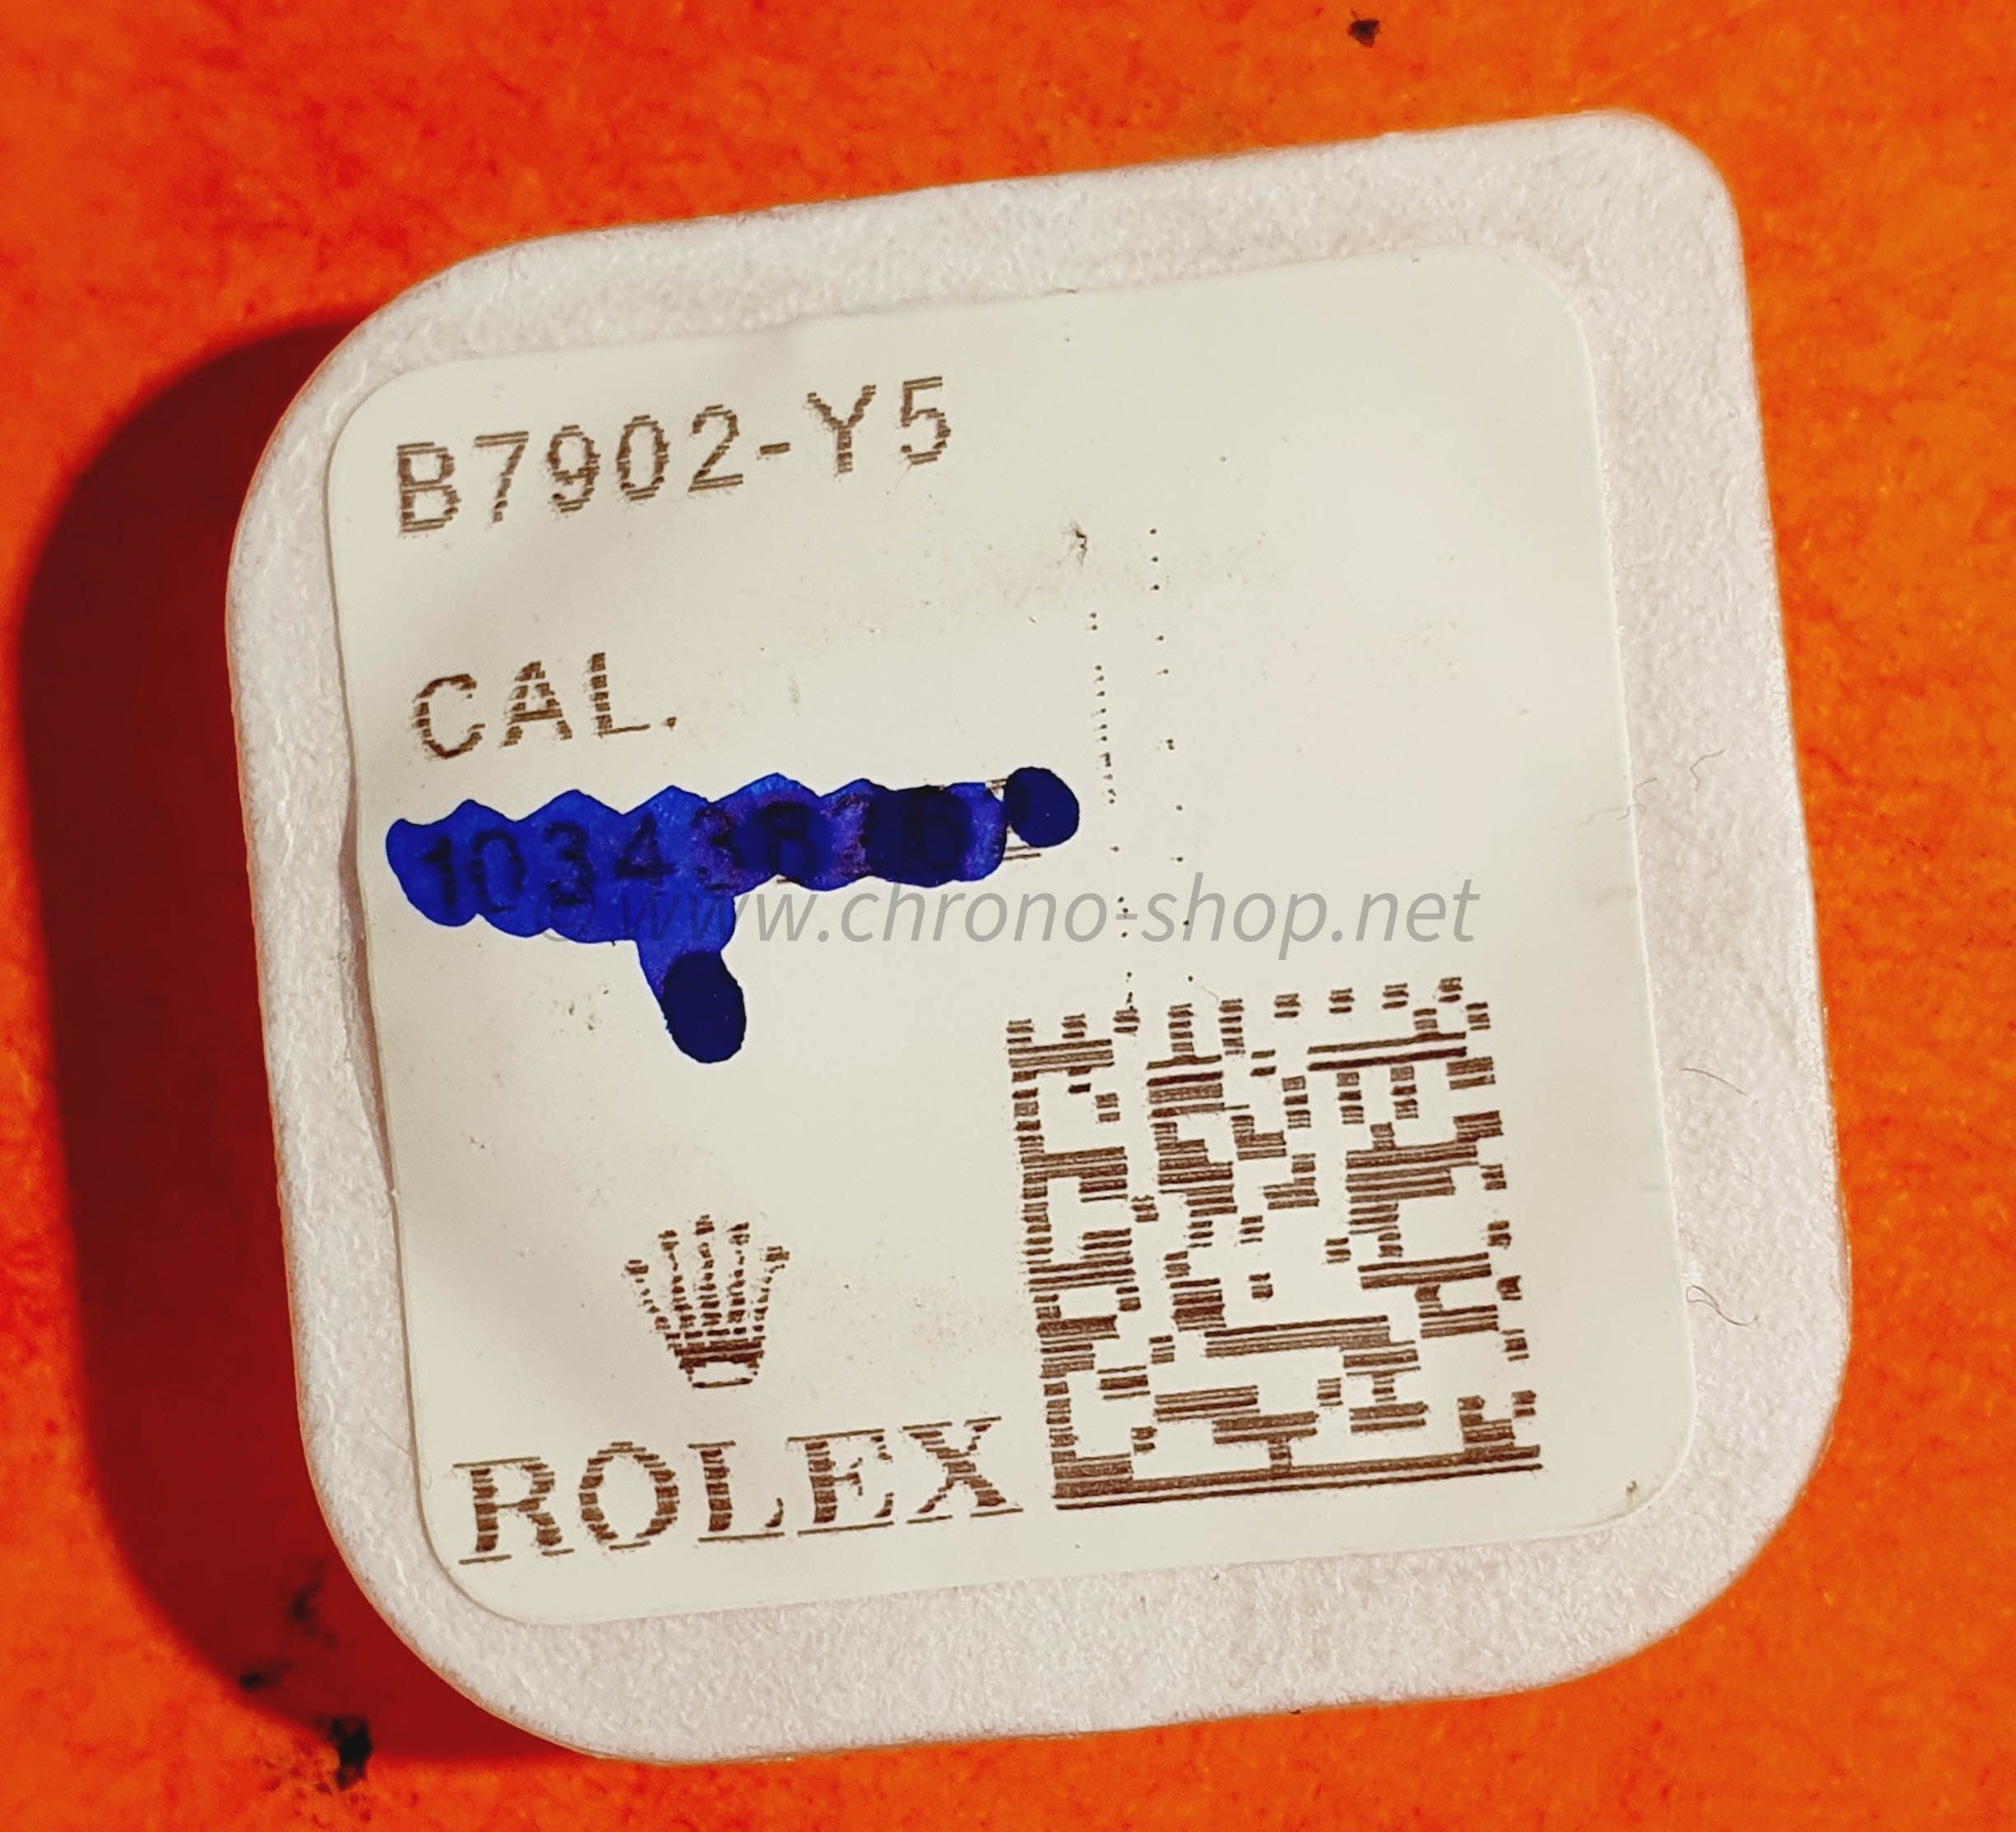 B7902-Y5
CAL.
© www.chrono-shop.net
ROLEX